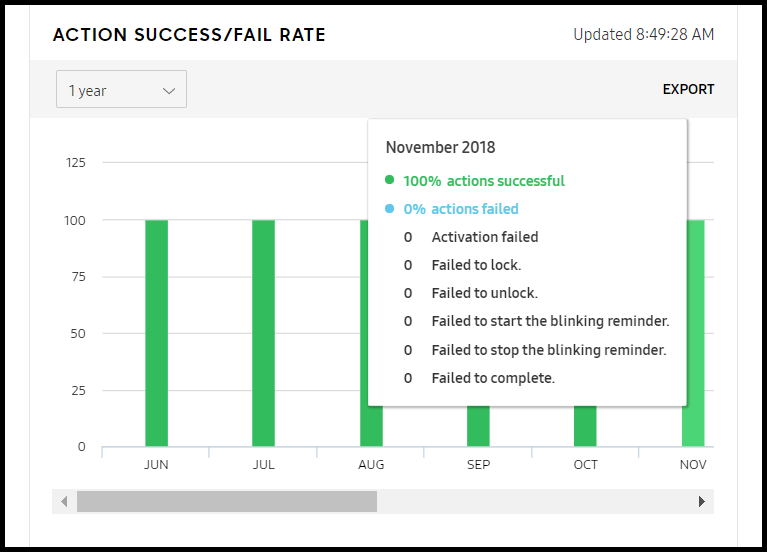 ACTION SUCCESS/FAIL RATE
Updated 8:49:28 AM
1 year
EXPORT
November 2018
100% actions successful
0% actions failed
0 Activation failed
0 Failed to lock.
0 Failed to unlock.
0 Failed to start the blinking reminder.
0 Failed to stop the blinking reminder.
0 Failed to complete.
125
100
75
50
25
0
JUN JUL AUG SEP OCT NOV